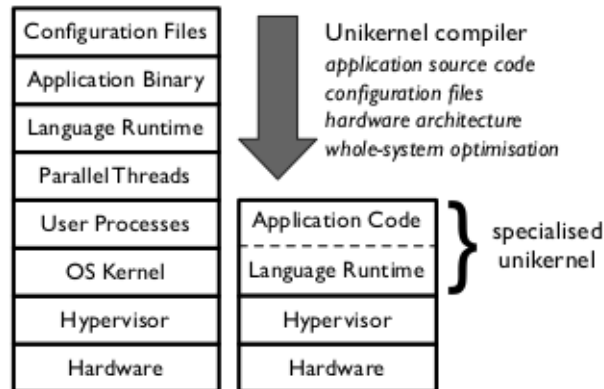 Configuration Files
Application Binary
Language Runtime
Parallel Threads
User Processes
OS Kernel
Hypervisor
Hardware
Unikernel compiler
application source code
configuration files
hardware architecture
whole-system optimisation
Application Code
Language Runtime
Hypervisor
Hardware
specialised
unikernel